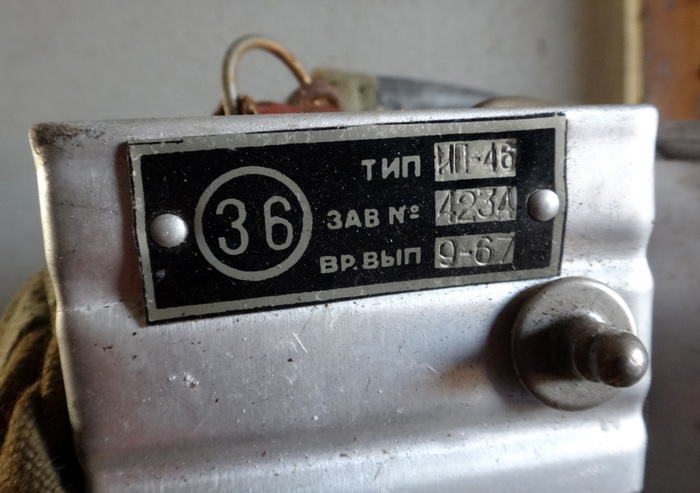 36
ТИП ИП-46
ЗАВ № 4234
ВР. ВЫП 9-67